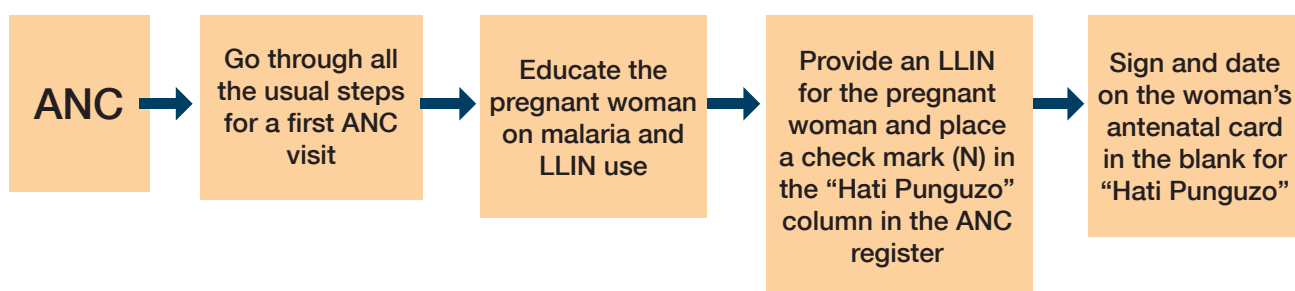 ANC
Go through all
the usual steps
for a first ANC
visit
Educate the
pregnant woman
on malaria and
LLIN use
Provide an LLIN
for the pregnant
woman and place
a check mark (N) in
the “Hati Punguzo”
column in the ANC
register
Sign and date
on the woman’s
antenatal card
in the blank for
“Hati Punguzo”